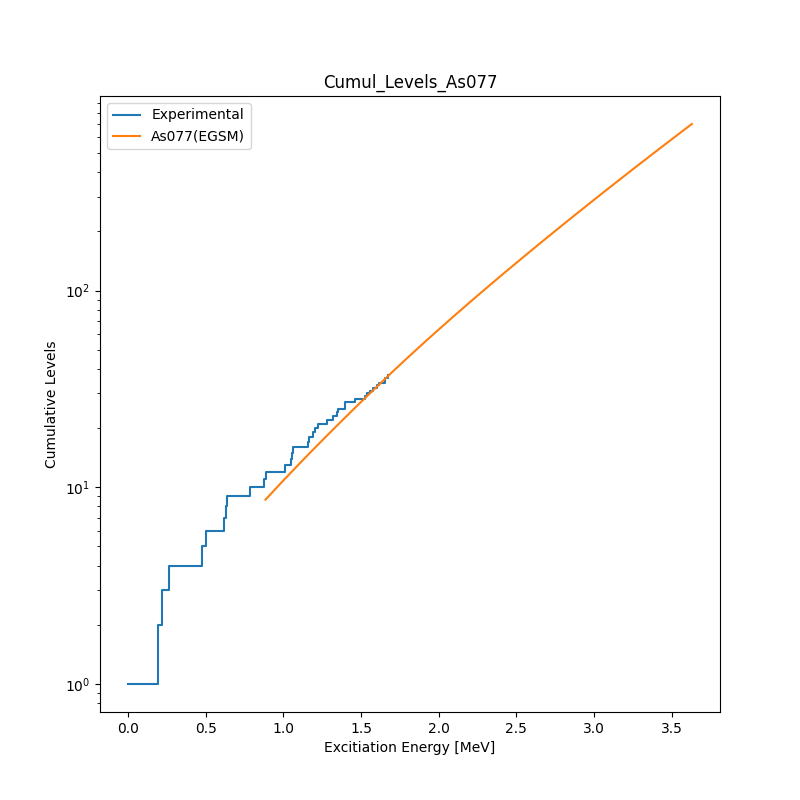 Cumul_Levels_As077
Experimental
As077(EGSM)
Cumulative Levels
10²
10¹
10⁰
0.0 0.5 1.0 1.5 2.0 2.5 3.0 3.5
Excitiation Energy [MeV]